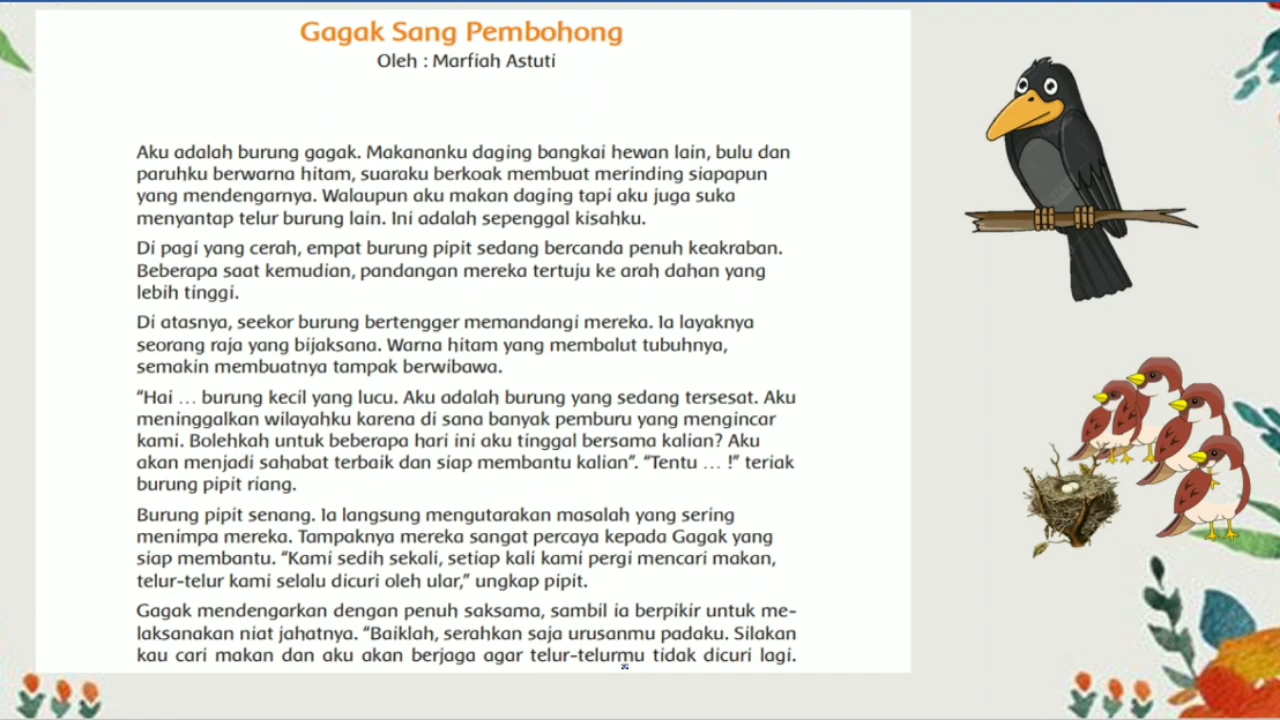 Gagak Sang Pembohong
Oleh : Marfiah Astuti
Aku adalah burung gagak. Makananku daging bangkai hewan lain, bulu dan
paruhku berwarna hitam, suaraku berkoak membuat merinding siapapun
yang mendengarnya. Walaupun aku makan daging tapi aku juga suka
menyantap telur burung lain. Ini adalah sepenggal kisahku.
Di pagi yang cerah, empat burung pipit sedang bercanda penuh keakraban.
Beberapa saat kemudian, pandangan mereka tertuju ke arah dahan yang
lebih tinggi.
Di atasnya, seekor burung bertengger memandangi mereka. Ia layaknya
seorang raja yang bijaksana. Warna hitam yang membalut tubuhnya,
semakin membuatnya tampak berwibawa.
“Hai … burung kecil yang lucu. Aku adalah burung yang sedang tersesat. Aku
meninggalkan wilayahku karena di sana banyak pemburu yang mengincar
kami. Bolehkah untuk beberapa hari ini aku tinggal bersama kalian? Aku
akan menjadi sahabat terbaik dan siap membantu kalian”. “Tentu … !” teriak
burung pipit riang.
Burung pipit senang. Ia langsung mengutarakan masalah yang sering
menimpa mereka. Tampaknya mereka sangat percaya kepada Gagak yang
siap membantu. “Kami sedih sekali, setiap kali kami pergi mencari makan,
telur-telur kami selalu dicuri oleh ular,” ungkap pipit.
Gagak mendengarkan dengan penuh saksama, sambil ia berpikir untuk me-
laksanakan niat jahatnya. “Baiklah, serahkan saja urusanmu padaku. Silakan
kau cari makan dan aku akan berjaga agar telur-telurmu tidak dicuri lagi.